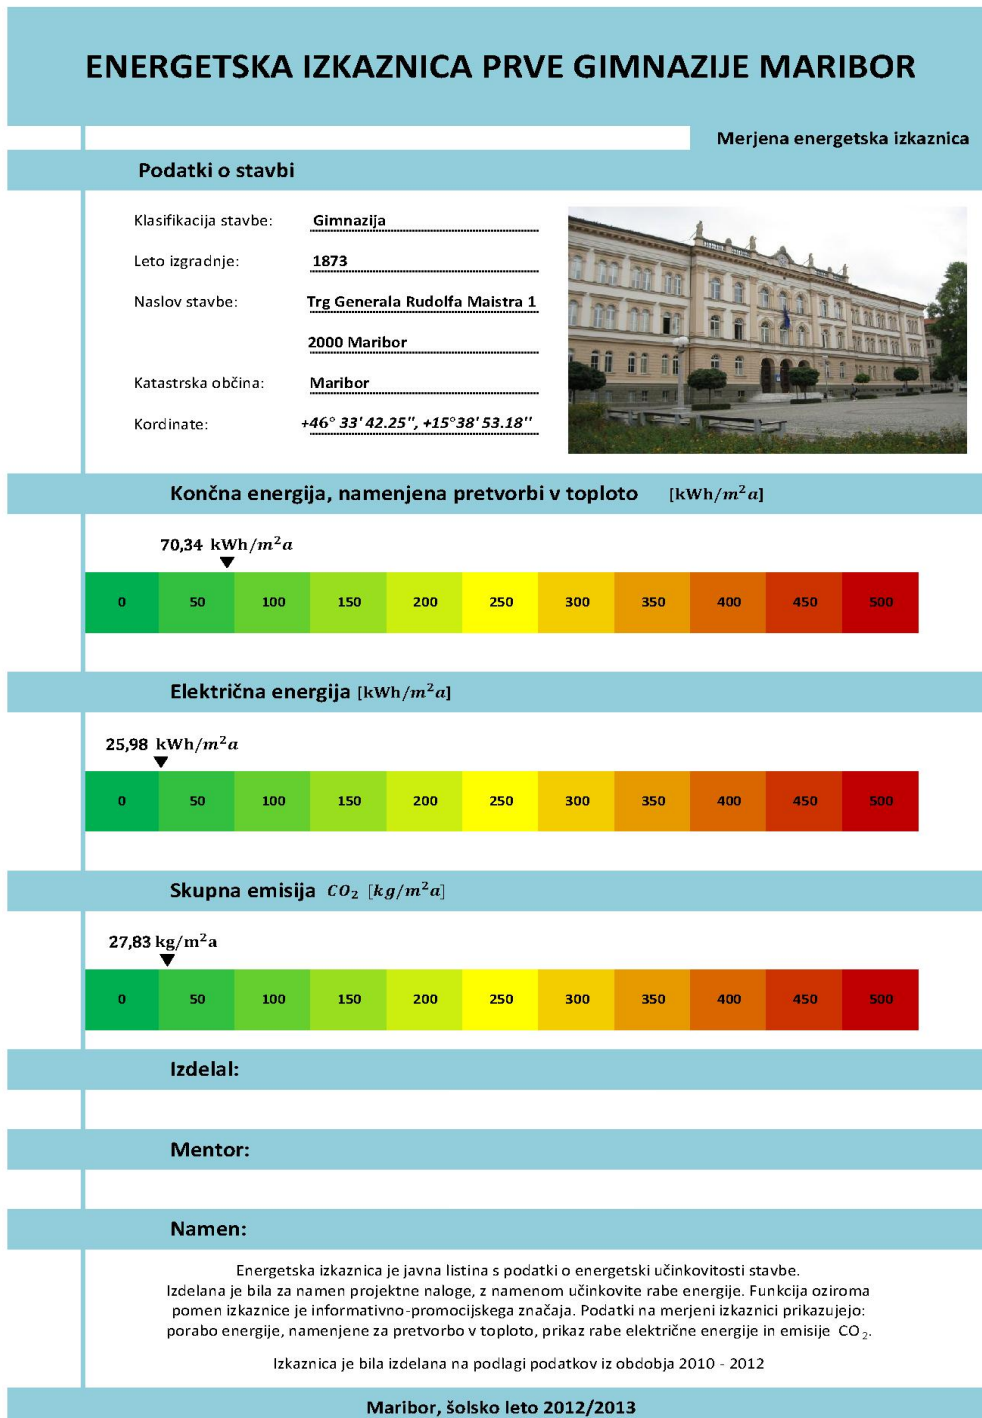 ENERGETSKA IZKAZNICA PRVE GIMNAZIJE MARIBOR
Merjena energetska izkaznica
Podatki o stavbi
Klasifikacija stavbe: Gimnazija
Leto izgradnje: 1873
Naslov stavbe: Trg Generala Rudolfa Maistra 1
2000 Maribor
Katastrska občina: Maribor
Kordinate: +46° 33' 42.25", +15°38' 53.18"
Končna energija, namenjena pretvorbi v toploto [kWh/m²a]
70,34 kWh/m²a
0 50 100 150 200 250 300 350 400 450 500
Električna energija [kWh/m²a]
25,98 kWh/m²a
0 50 100 150 200 250 300 350 400 450 500
Skupna emisija CO₂ [kg/m²a]
27,83 kg/m²a
0 50 100 150 200 250 300 350 400 450 500
Izdelal:
Mentor:
Namen:
Energetska izkaznica je javna listina s podatki o energetski učinkovitosti stavbe.
Izdelana je bila za namen projektne naloge, z namenom učinkovite rabe energije. Funkcija oziroma
pomen izkaznice je informativno-promocijskega značaja. Podatki na merjeni izkaznici prikazujejo:
porabo energije, namenjene za pretvorbo v toploto, prikaz rabe električne energije in emisije CO₂.
Izkaznica je bila izdelana na podlagi podatkov iz obdobja 2010 - 2012
Maribor, šolsko leto 2012/2013